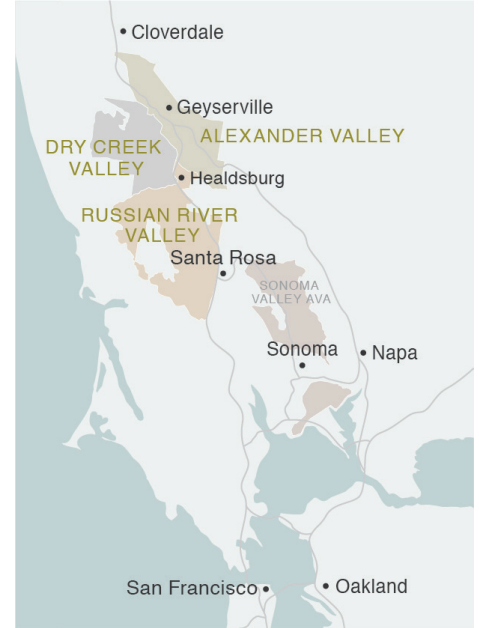 Cloverdale
Geyserville
ALEXANDER VALLEY
DRY CREEK
VALLEY
Healdsburg
RUSSIAN RIVER
VALLEY
Santa Rosa
SONOMA
VALLEY AVA
Sonoma
Napa
San Francisco
Oakland